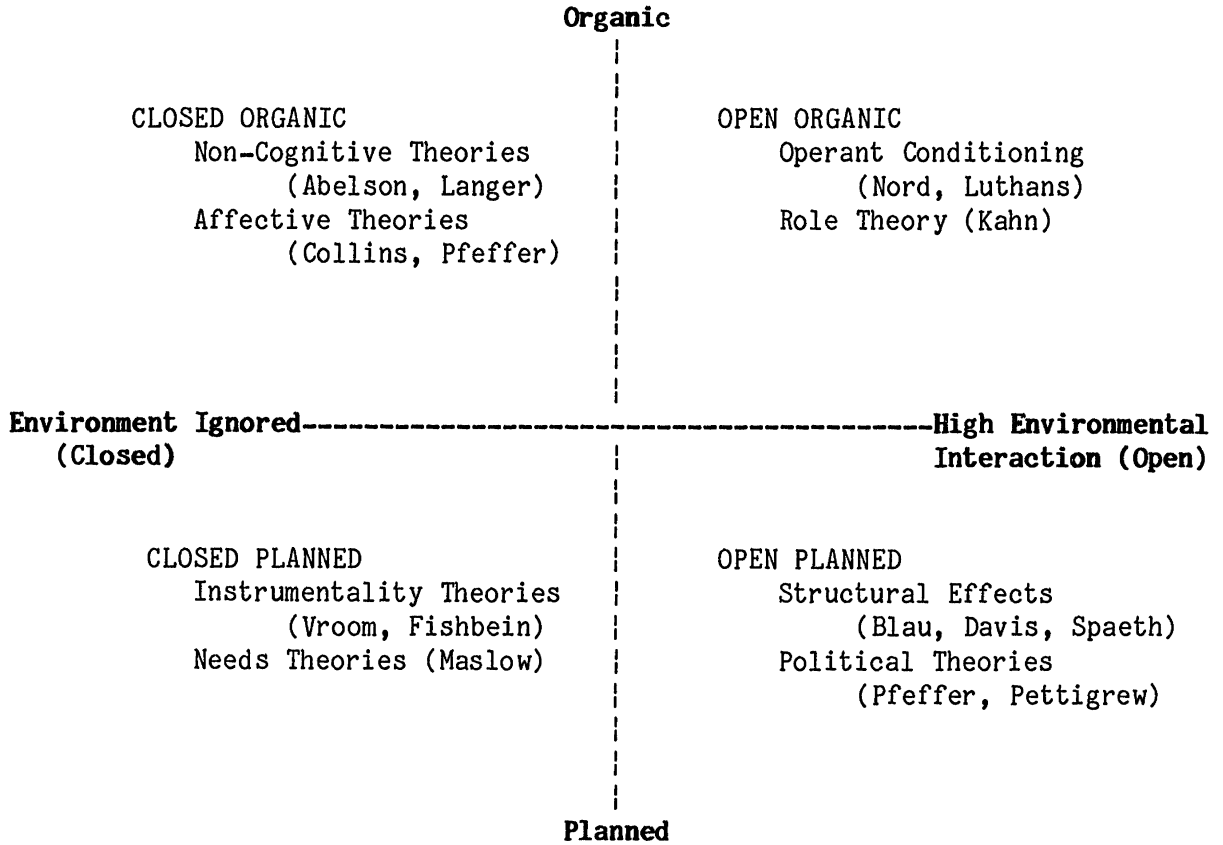 Organic
CLOSED ORGANIC
Non-Cognitive Theories
(Abelson, Langer)
Affective Theories
(Collins, Pfeffer)
OPEN ORGANIC
Operant Conditioning
(Nord, Luthans)
Role Theory (Kahn)
Environment Ignored
(Closed)
High Environmental
Interaction (Open)
CLOSED PLANNED
Instrumentality Theories
(Vroom, Fishbein)
Needs Theories (Maslow)
OPEN PLANNED
Structural Effects
(Blau, Davis, Spaeth)
Political Theories
(Pfeffer, Pettigrew)
Planned